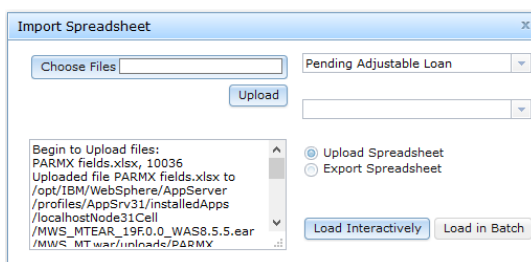 Import Spreadsheet x
Choose Files
Pending Adjustable Loan
Upload
Begin to Upload files:
PARMX fields.xlsx, 10036
Uploaded file PARMX fields.xlsx to
/opt/IBM/WebSphere/AppServer
/profiles/AppSrv31/installedApps
/localhostNode31Cell
/MWS_MTEAR_19F.0.0_WAS8.5.5.ear
/MWS_MT.war/uploads/PARMX
Upload Spreadsheet
Export Spreadsheet
Load Interactively
Load in Batch